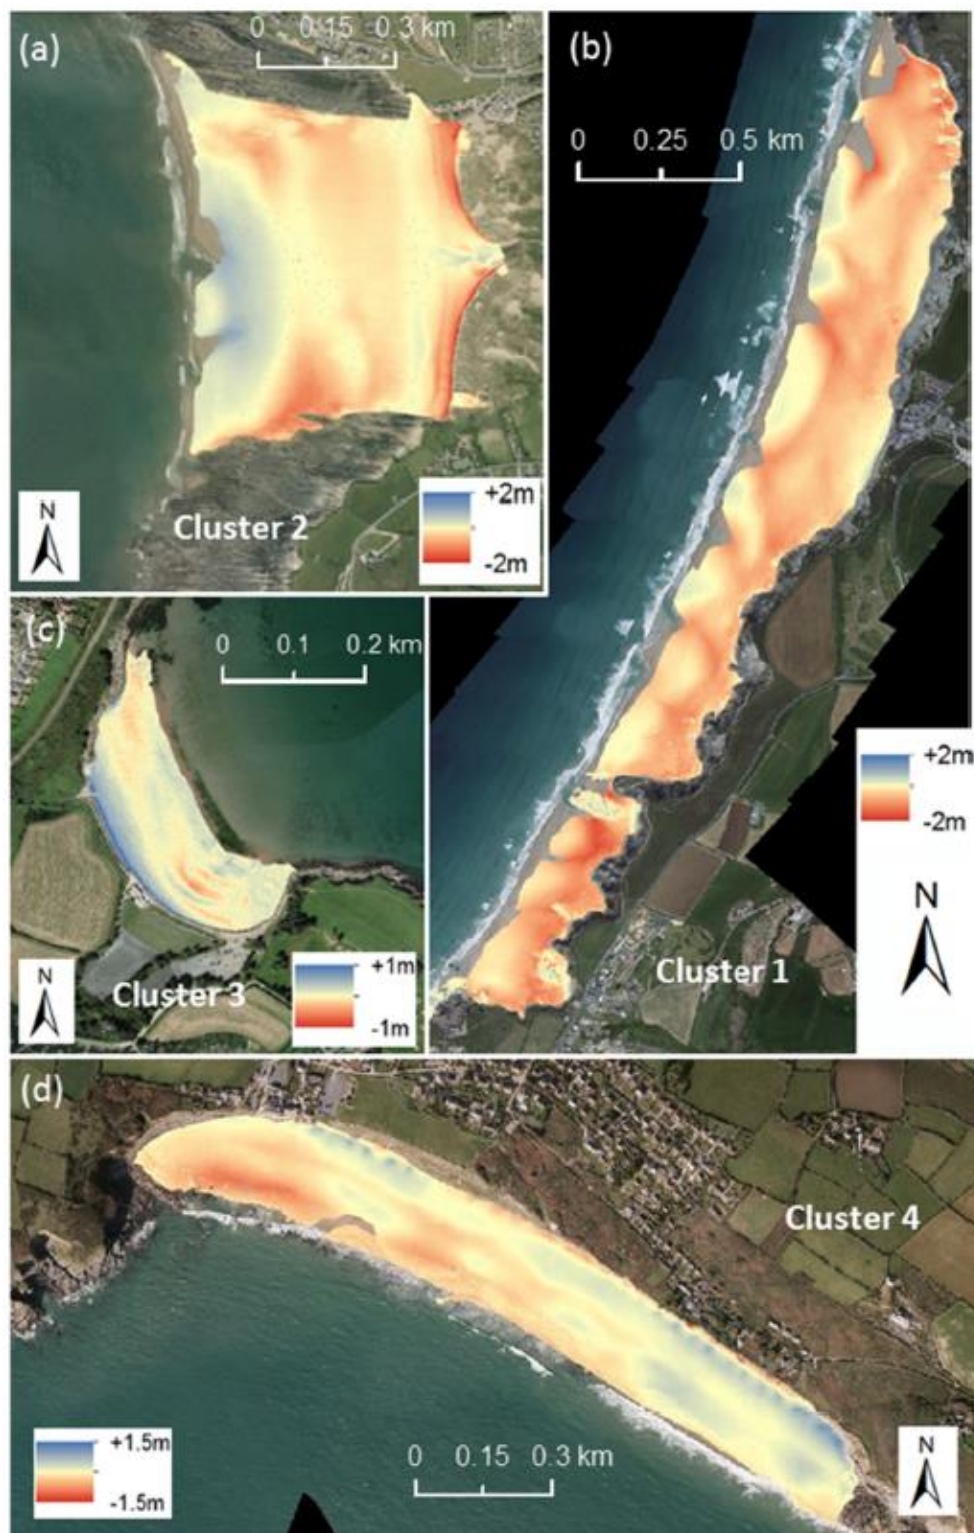 (a)
0 0.15 0.3 km
N
Cluster 2
+2m
-2m
(b)
0 0.25 0.5 km
+2m
-2m
N
Cluster 1
(c)
0 0.1 0.2 km
N
Cluster 3
+1m
-1m
(d)
Cluster 4
+1.5m
-1.5m
0 0.15 0.3 km
N